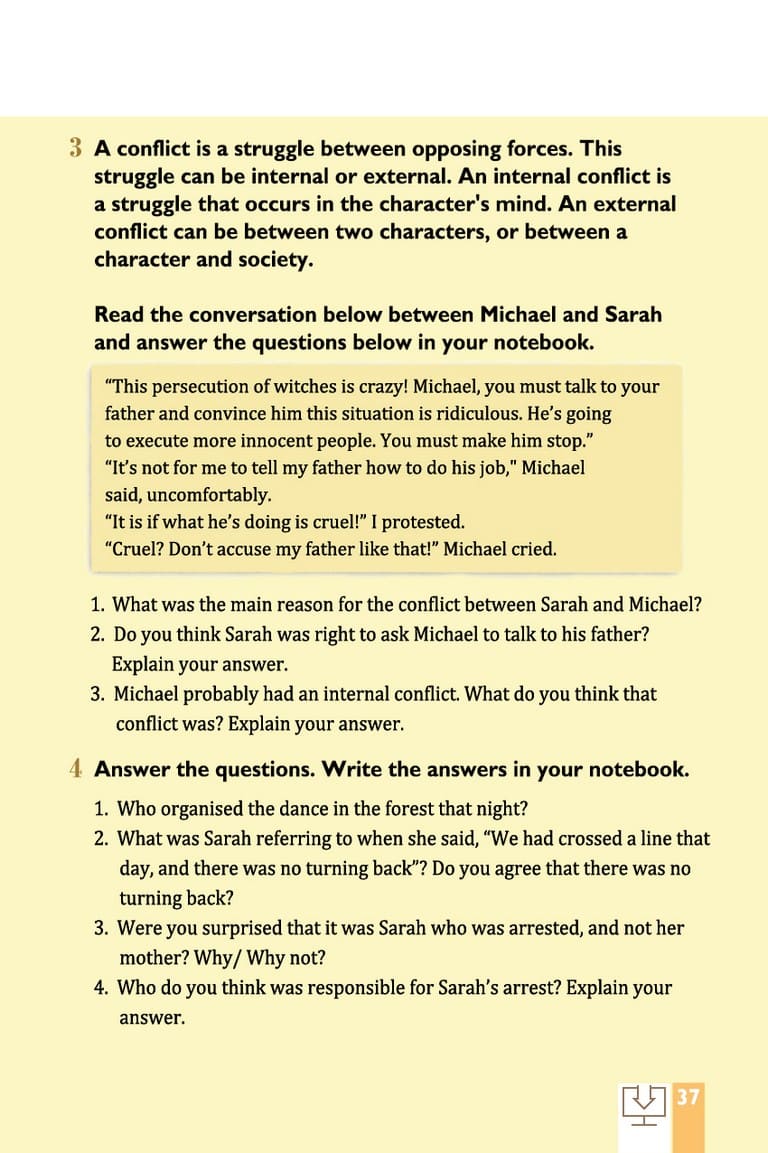 3 A conflict is a struggle between opposing forces. This
struggle can be internal or external. An internal conflict is
a struggle that occurs in the character's mind. An external
conflict can be between two characters, or between a
character and society.
Read the conversation below between Michael and Sarah
and answer the questions below in your notebook.
“This persecution of witches is crazy! Michael, you must talk to your
father and convince him this situation is ridiculous. He’s going
to execute more innocent people. You must make him stop.”
“It’s not for me to tell my father how to do his job," Michael
said, uncomfortably.
“It is if what he’s doing is cruel!” I protested.
“Cruel? Don’t accuse my father like that!” Michael cried.
1. What was the main reason for the conflict between Sarah and Michael?
2. Do you think Sarah was right to ask Michael to talk to his father?
Explain your answer.
3. Michael probably had an internal conflict. What do you think that
conflict was? Explain your answer.
4 Answer the questions. Write the answers in your notebook.
1. Who organised the dance in the forest that night?
2. What was Sarah referring to when she said, “We had crossed a line that
day, and there was no turning back”? Do you agree that there was no
turning back?
3. Were you surprised that it was Sarah who was arrested, and not her
mother? Why/ Why not?
4. Who do you think was responsible for Sarah’s arrest? Explain your
answer.
37